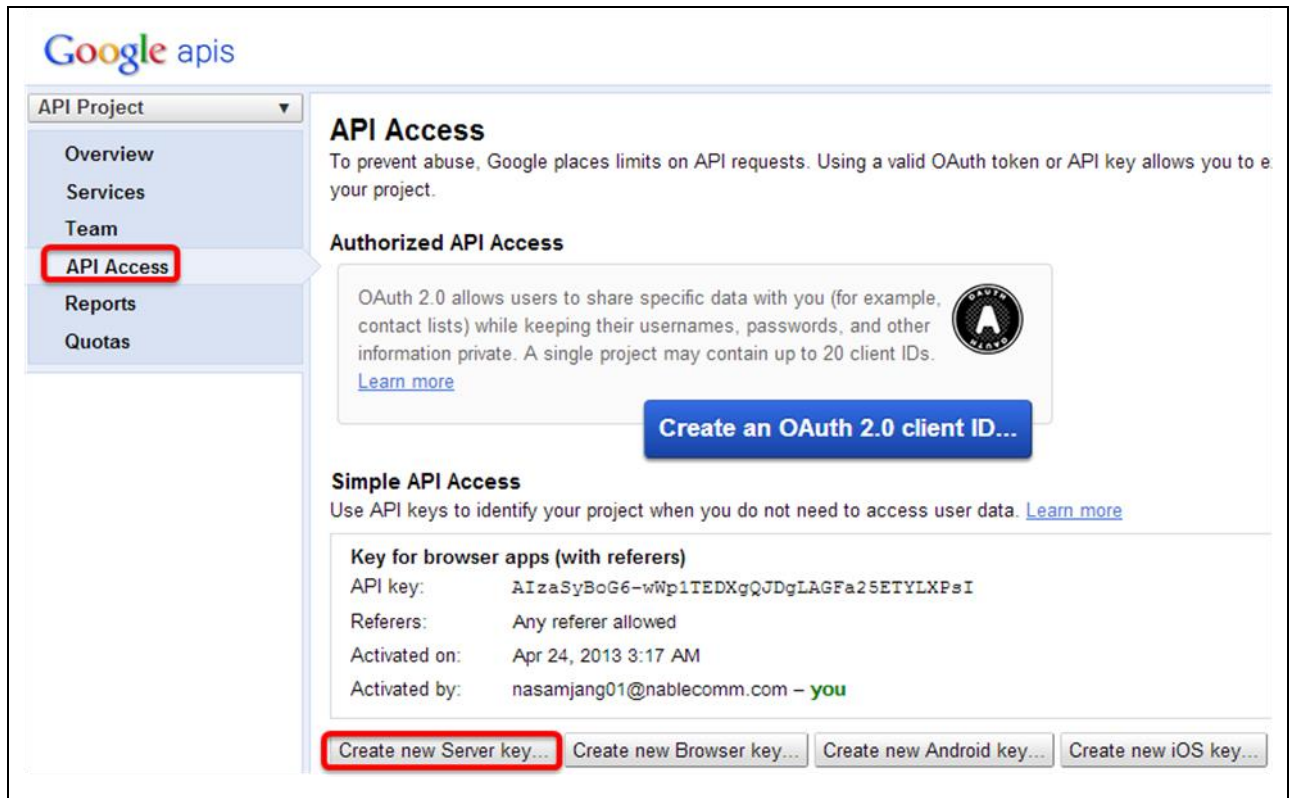 Google apis
API Project
Overview
Services
Team
API Access
Reports
Quotas
API Access
To prevent abuse, Google places limits on API requests. Using a valid OAuth token or API key allows you to e
your project.
Authorized API Access
OAuth 2.0 allows users to share specific data with you (for example,
contact lists) while keeping their usernames, passwords, and other
information private. A single project may contain up to 20 client IDs.
Learn more
OAUTH
A
OAUTH
Create an OAuth 2.0 client ID...
Simple API Access
Use API keys to identify your project when you do not need to access user data. Learn more
Key for browser apps (with referers)
API key: AIzaSyBoG6-wWp1TEDXgQJDgLAGFa25ETYLXPsI
Referers: Any referer allowed
Activated on: Apr 24, 2013 3:17 AM
Activated by: nasamjang01@nablecomm.com – you
Create new Server key... Create new Browser key... Create new Android key... Create new iOS key...